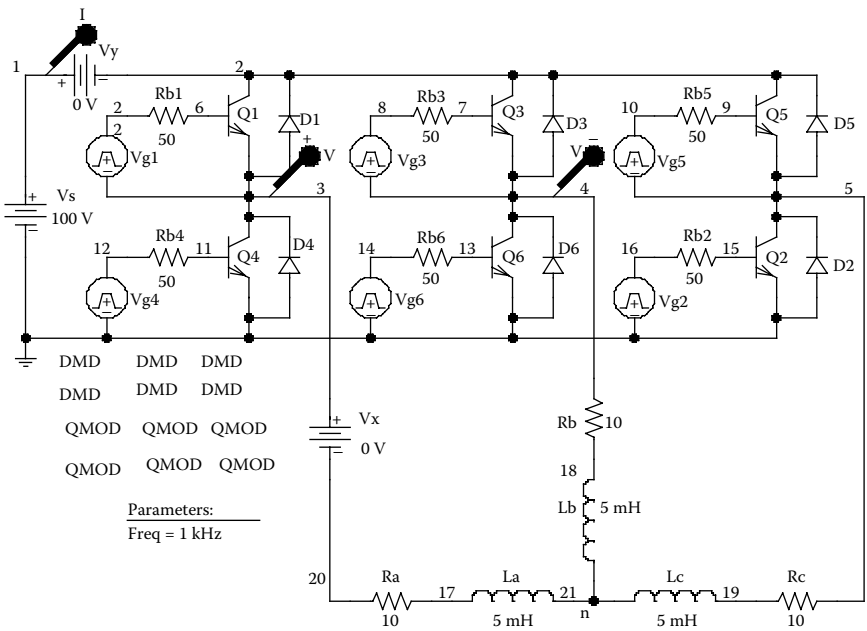 I
Vy
1
+
−
2
0 V
Rb1
2
6
Q1
50
2
+
−
Vg1
D1
+
V
3
Rb3
8
7
Q3
50
+
−
Vg3
D3
−
V
4
Rb5
10
9
Q5
50
+
−
Vg5
D5
5
Vs
+
100 V
−
Rb4
12
11
Q4
50
+
−
Vg4
D4
Rb6
14
13
Q6
50
+
−
Vg6
D6
Rb2
16
15
Q2
50
+
−
Vg2
D2
DMD DMD DMD
DMD DMD DMD
QMOD QMOD QMOD
QMOD QMOD QMOD
+
Vx
−
0 V
Rb
10
18
Lb
5 mH
Parameters:
Freq = 1 kHz
20
Ra
17
La
21
Lc
19
Rc
10
5 mH
n
5 mH
10